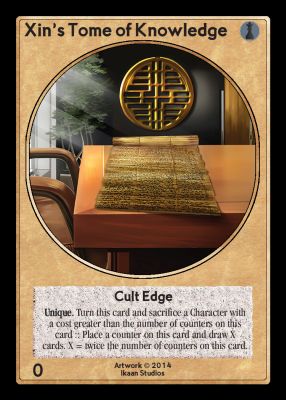 Xin's Tome of Knowledge
Cult Edge
Unique. Turn this card and sacrifice a Character with
a cost greater than the number of counters on this
card :: Place a counter on this card and draw X
cards. X = twice the number of counters on this card.
0
Artwork © 2014
Ikaan Studios